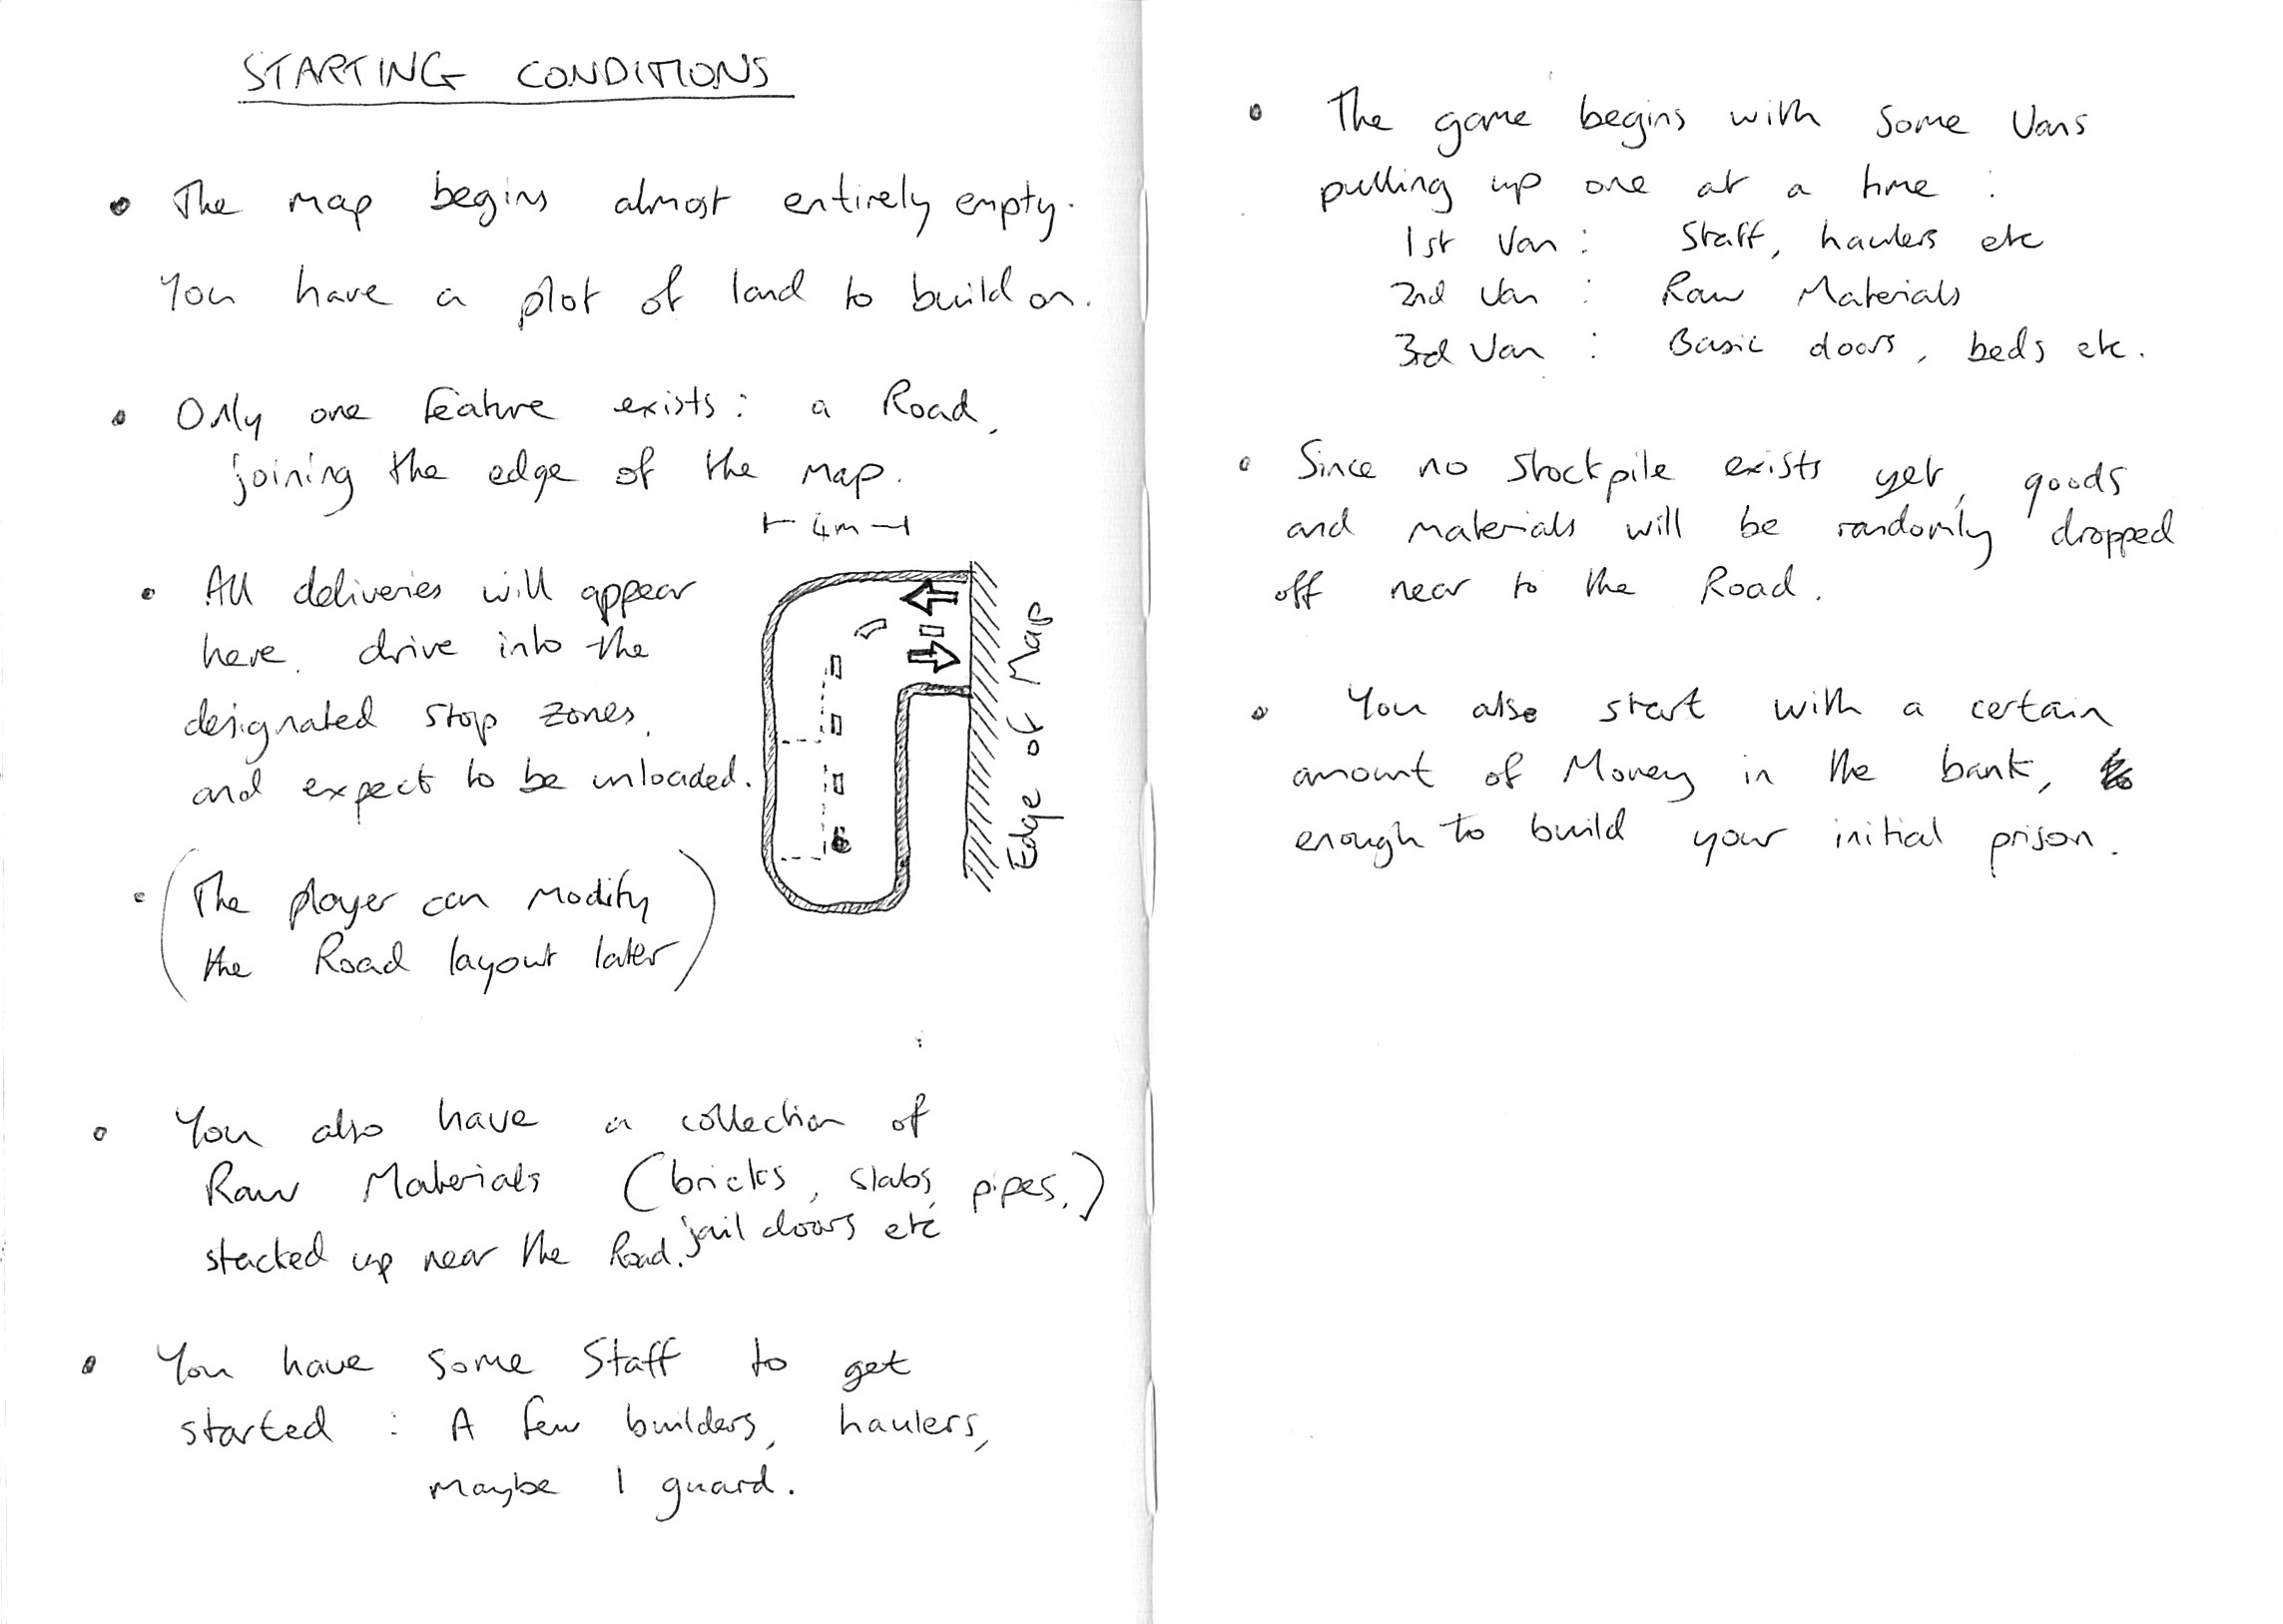 STARTING CONDITIONS
• The map begins almost entirely empty.
You have a plot of land to build on.
• Only one feature exists: a Road,
joining the edge of the map.
4m
• All deliveries will appear
here, drive into the
designated stop zones,
and expect to be unloaded.
Edge of Map
• (The player can modify
the Road layout later)
• You also have a collection of
Raw Materials (bricks, slabs, pipes,)
jail doors etc
stacked up near the Road.
• You have some Staff to get
started : A few builders, haulers,
maybe 1 guard.
• The game begins with some Vans
pulling up one at a time :
1st Van : Staff, haulers etc
2nd Van : Raw Materials
3rd Van : Basic doors, beds etc.
• Since no stockpile exists yet, goods
and materials will be randomly dropped
off near to the Road.
• You also start with a certain
amount of Money in the bank,
enough to build your initial prison.